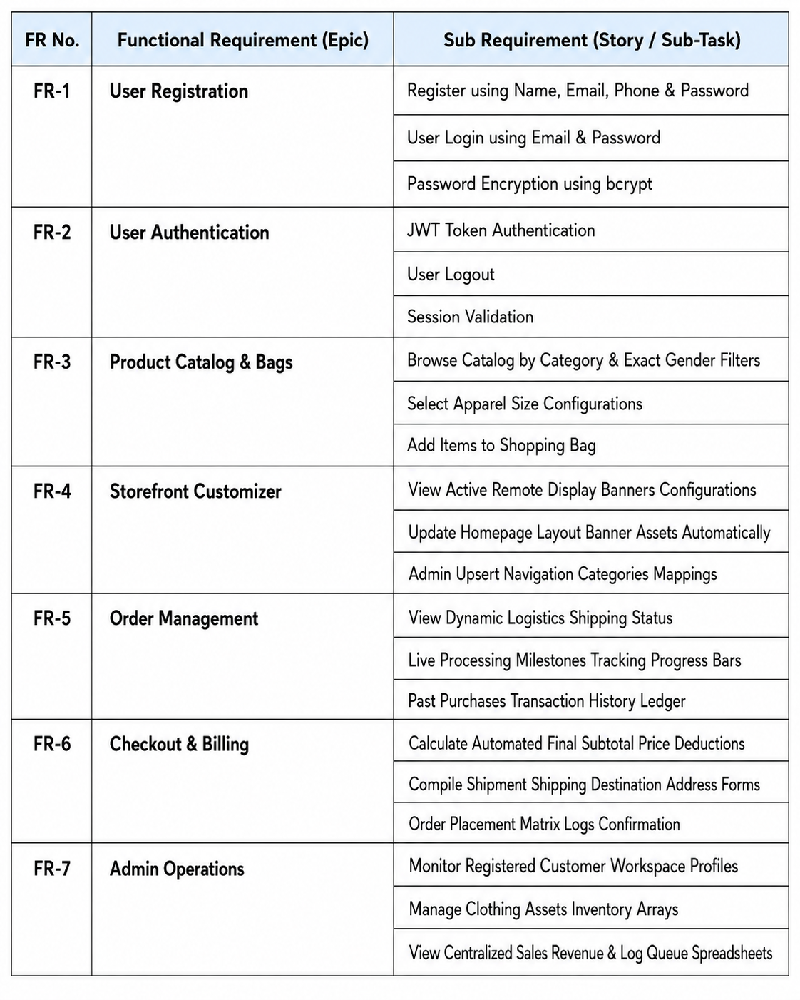 FR No. Functional Requirement (Epic) Sub Requirement (Story / Sub-Task)
FR-1 User Registration Register using Name, Email, Phone & Password
User Login using Email & Password
Password Encryption using bcrypt
FR-2 User Authentication JWT Token Authentication
User Logout
Session Validation
FR-3 Product Catalog & Bags Browse Catalog by Category & Exact Gender Filters
Select Apparel Size Configurations
Add Items to Shopping Bag
FR-4 Storefront Customizer View Active Remote Display Banners Configurations
Update Homepage Layout Banner Assets Automatically
Admin Upsert Navigation Categories Mappings
FR-5 Order Management View Dynamic Logistics Shipping Status
Live Processing Milestones Tracking Progress Bars
Past Purchases Transaction History Ledger
FR-6 Checkout & Billing Calculate Automated Final Subtotal Price Deductions
Compile Shipment Shipping Destination Address Forms
Order Placement Matrix Logs Confirmation
FR-7 Admin Operations Monitor Registered Customer Workspace Profiles
Manage Clothing Assets Inventory Arrays
View Centralized Sales Revenue & Log Queue Spreadsheets